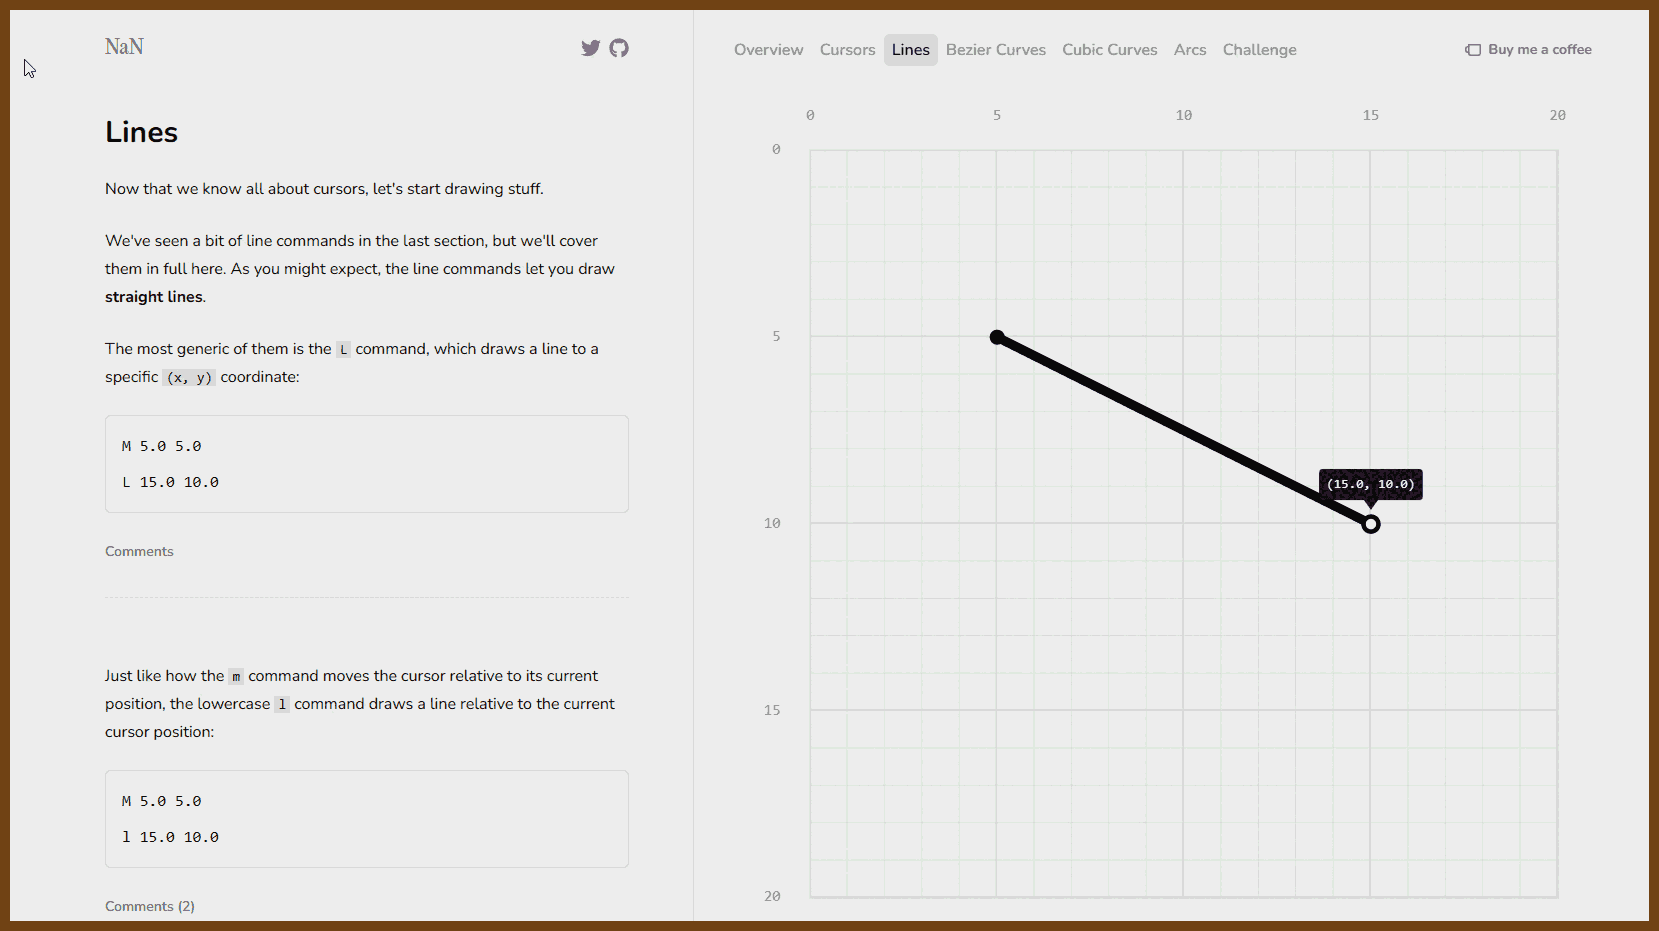 NaN
Overview Cursors Lines Bezier Curves Cubic Curves Arcs Challenge
Buy me a coffee
Lines
Now that we know all about cursors, let's start drawing stuff.
We've seen a bit of line commands in the last section, but we'll cover
them in full here. As you might expect, the line commands let you draw
straight lines.
The most generic of them is the L command, which draws a line to a
specific (x, y) coordinate:
M 5.0 5.0
L 15.0 10.0
Comments
Just like how the m command moves the cursor relative to its current
position, the lowercase l command draws a line relative to the current
cursor position:
M 5.0 5.0
l 15.0 10.0
Comments (2)
0 5 10 15 20
0
5
(15.0, 10.0)
10
15
20